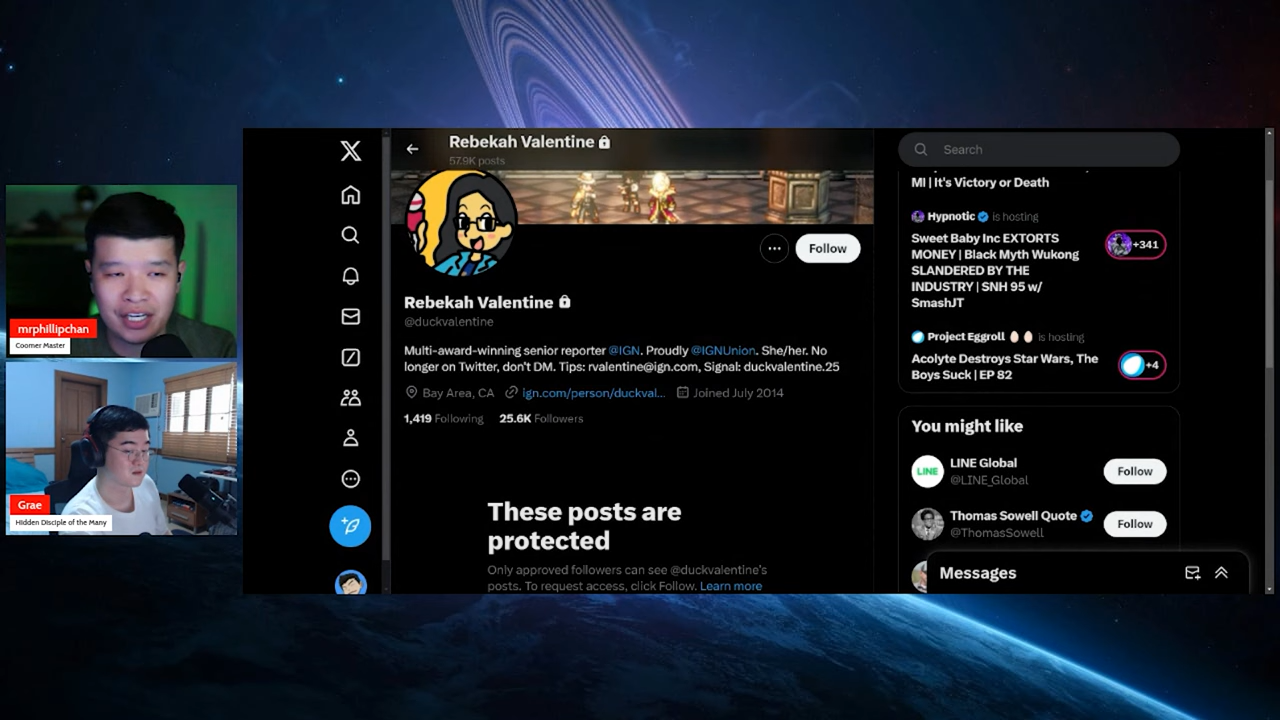 Rebekah Valentine
57.9K posts
Follow
Rebekah Valentine
@duckvalentine
Multi-award-winning senior reporter @IGN. Proudly @IGNUnion. She/her. No
longer on Twitter, don't DM. Tips: rvalentine@ign.com, Signal: duckvalentine.25
Bay Area, CA ign.com/person/duckval... Joined July 2014
1,419 Following 25.6K Followers
These posts are
protected
Only approved followers can see @duckvalentine's
posts. To request access, click Follow. Learn more
Search
MI | It's Victory or Death
Hypnotic is hosting
Sweet Baby Inc EXTORTS
MONEY | Black Myth Wukong
SLANDERED BY THE
INDUSTRY | SNH 95 w/
SmashJT
+341
Project Eggroll is hosting
Acolyte Destroys Star Wars, The
Boys Suck | EP 82
+4
You might like
LINE
LINE Global
@LINE_Global
Follow
Thomas Sowell Quote
@ThomasSowell
Follow
Messages
mrphillipchan
Coomer Master
Grae
Hidden Disciple of the Many